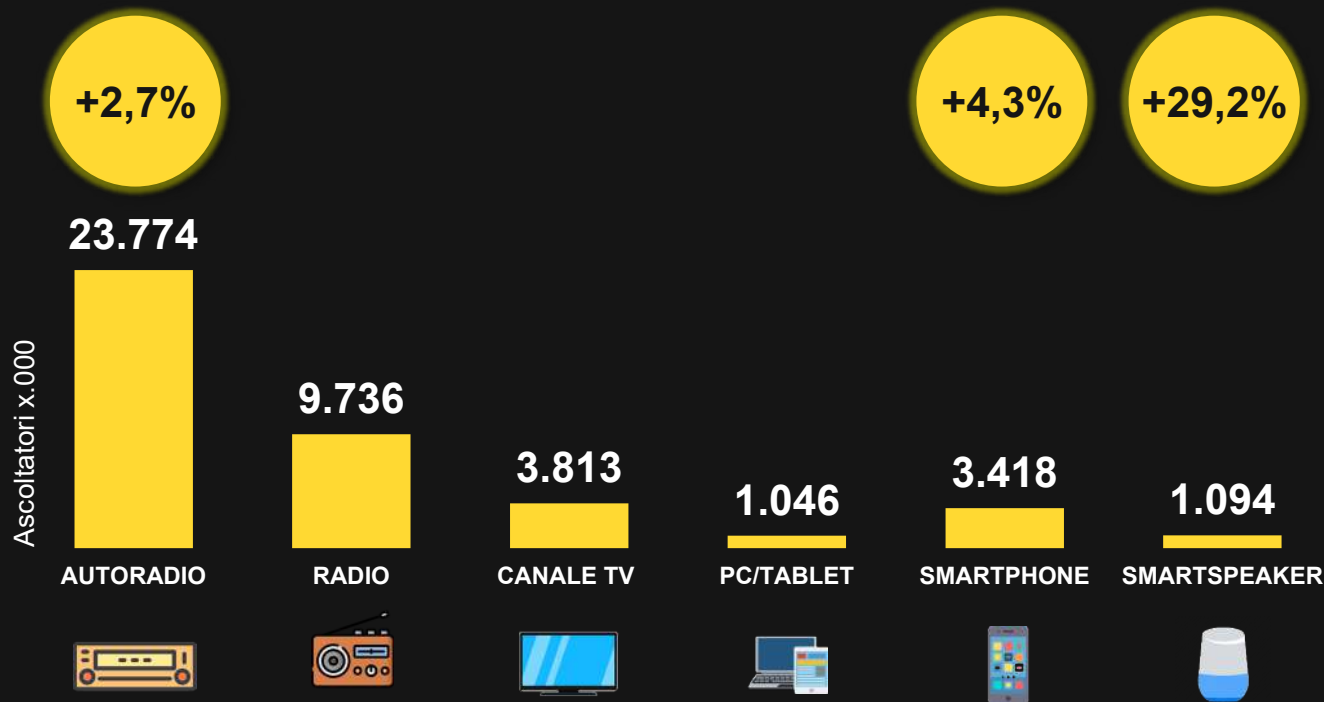 +2,7%
+4,3%
+29,2%
23.774
9.736
3.813
1.046
3.418
1.094
Ascoltatori x.000
AUTORADIO
RADIO
CANALE TV
PC/TABLET
SMARTPHONE
SMARTSPEAKER